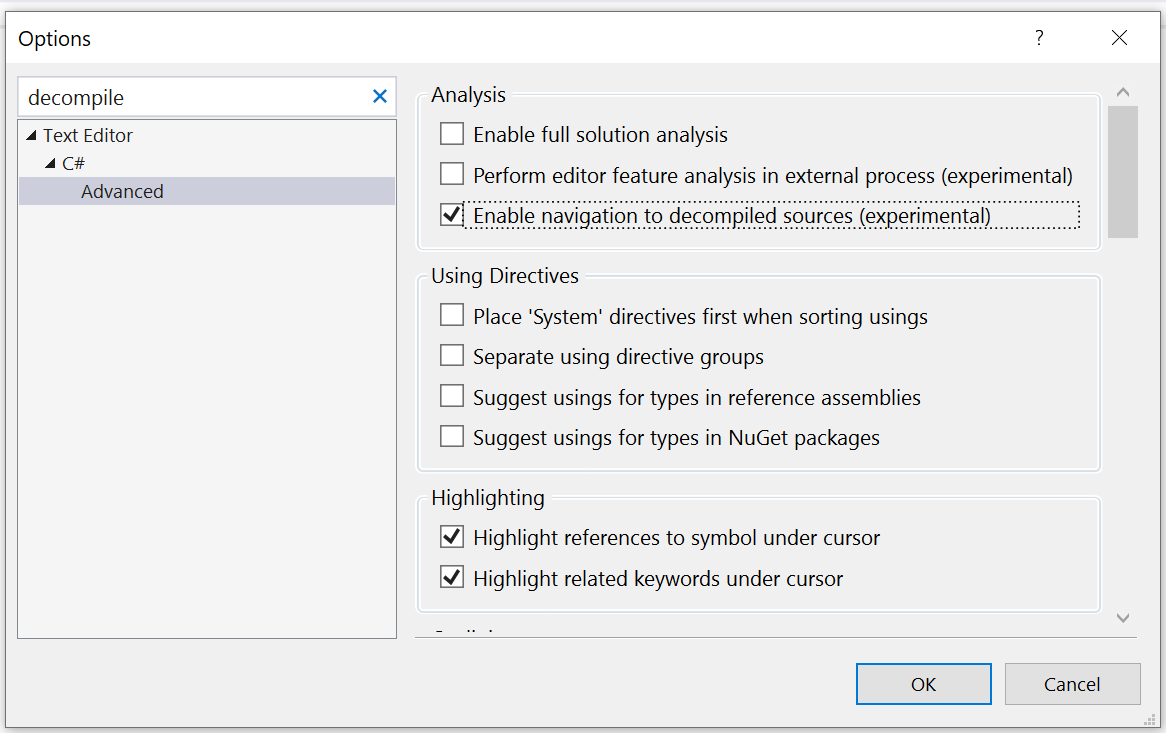 Options
?
decompile
Text Editor
C#
Advanced
Analysis
Enable full solution analysis
Perform editor feature analysis in external process (experimental)
Enable navigation to decompiled sources (experimental)
Using Directives
Place 'System' directives first when sorting usings
Separate using directive groups
Suggest usings for types in reference assemblies
Suggest usings for types in NuGet packages
Highlighting
Highlight references to symbol under cursor
Highlight related keywords under cursor
OK
Cancel